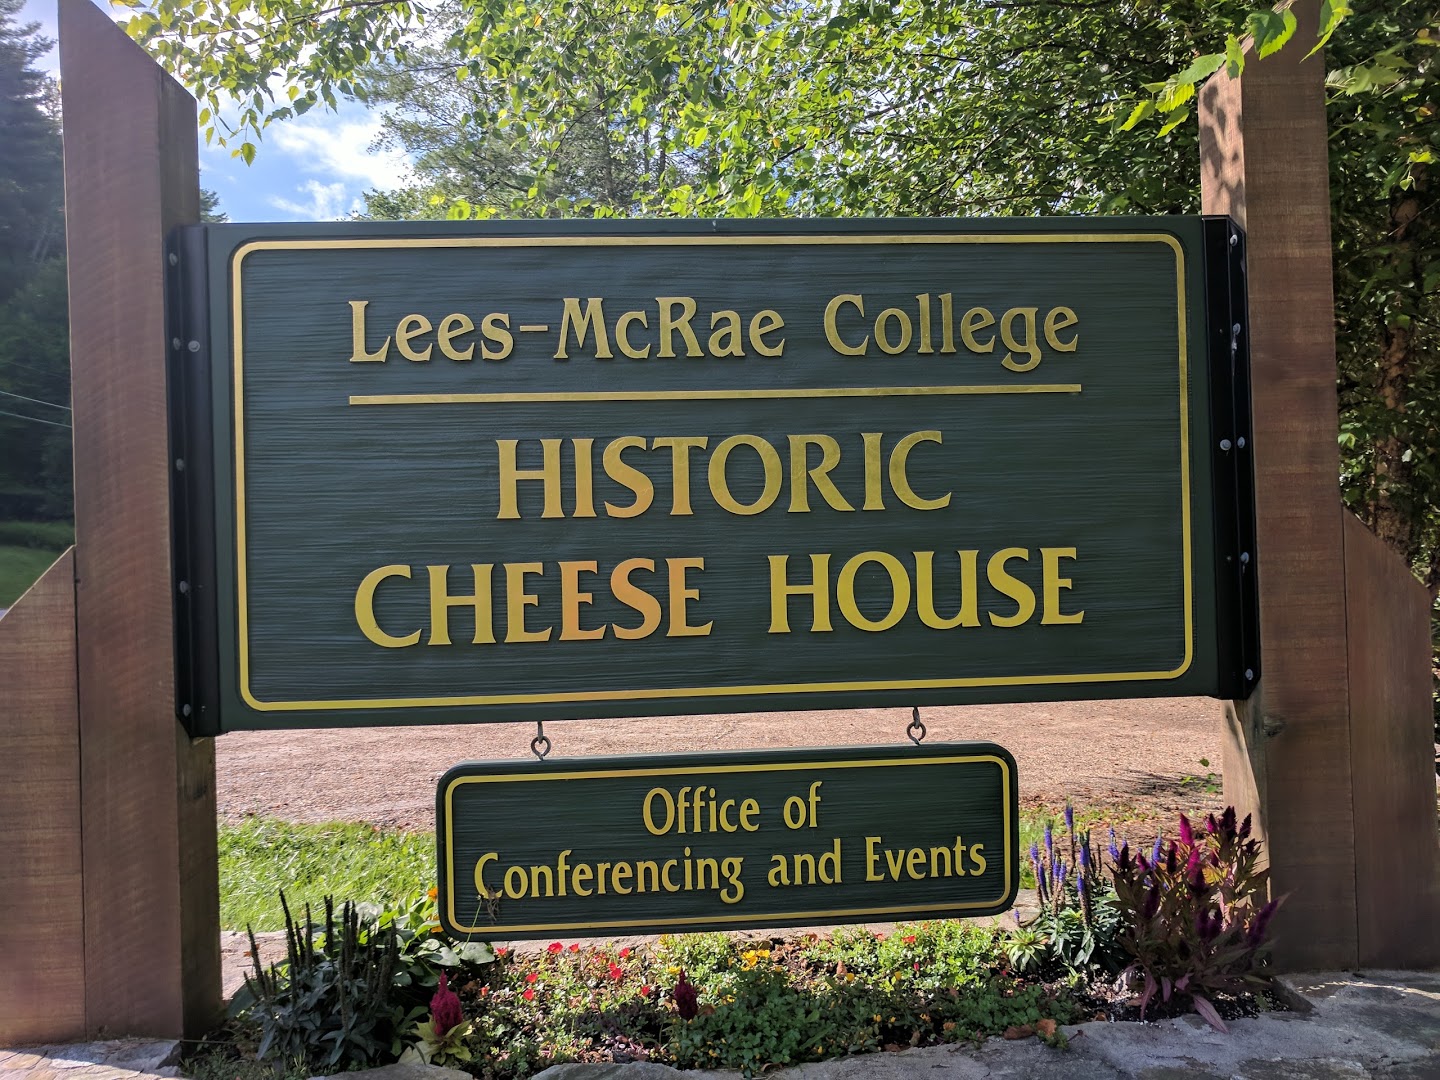 Lees-McRae College
HISTORIC
CHEESE HOUSE
Office of
Conferencing and Events